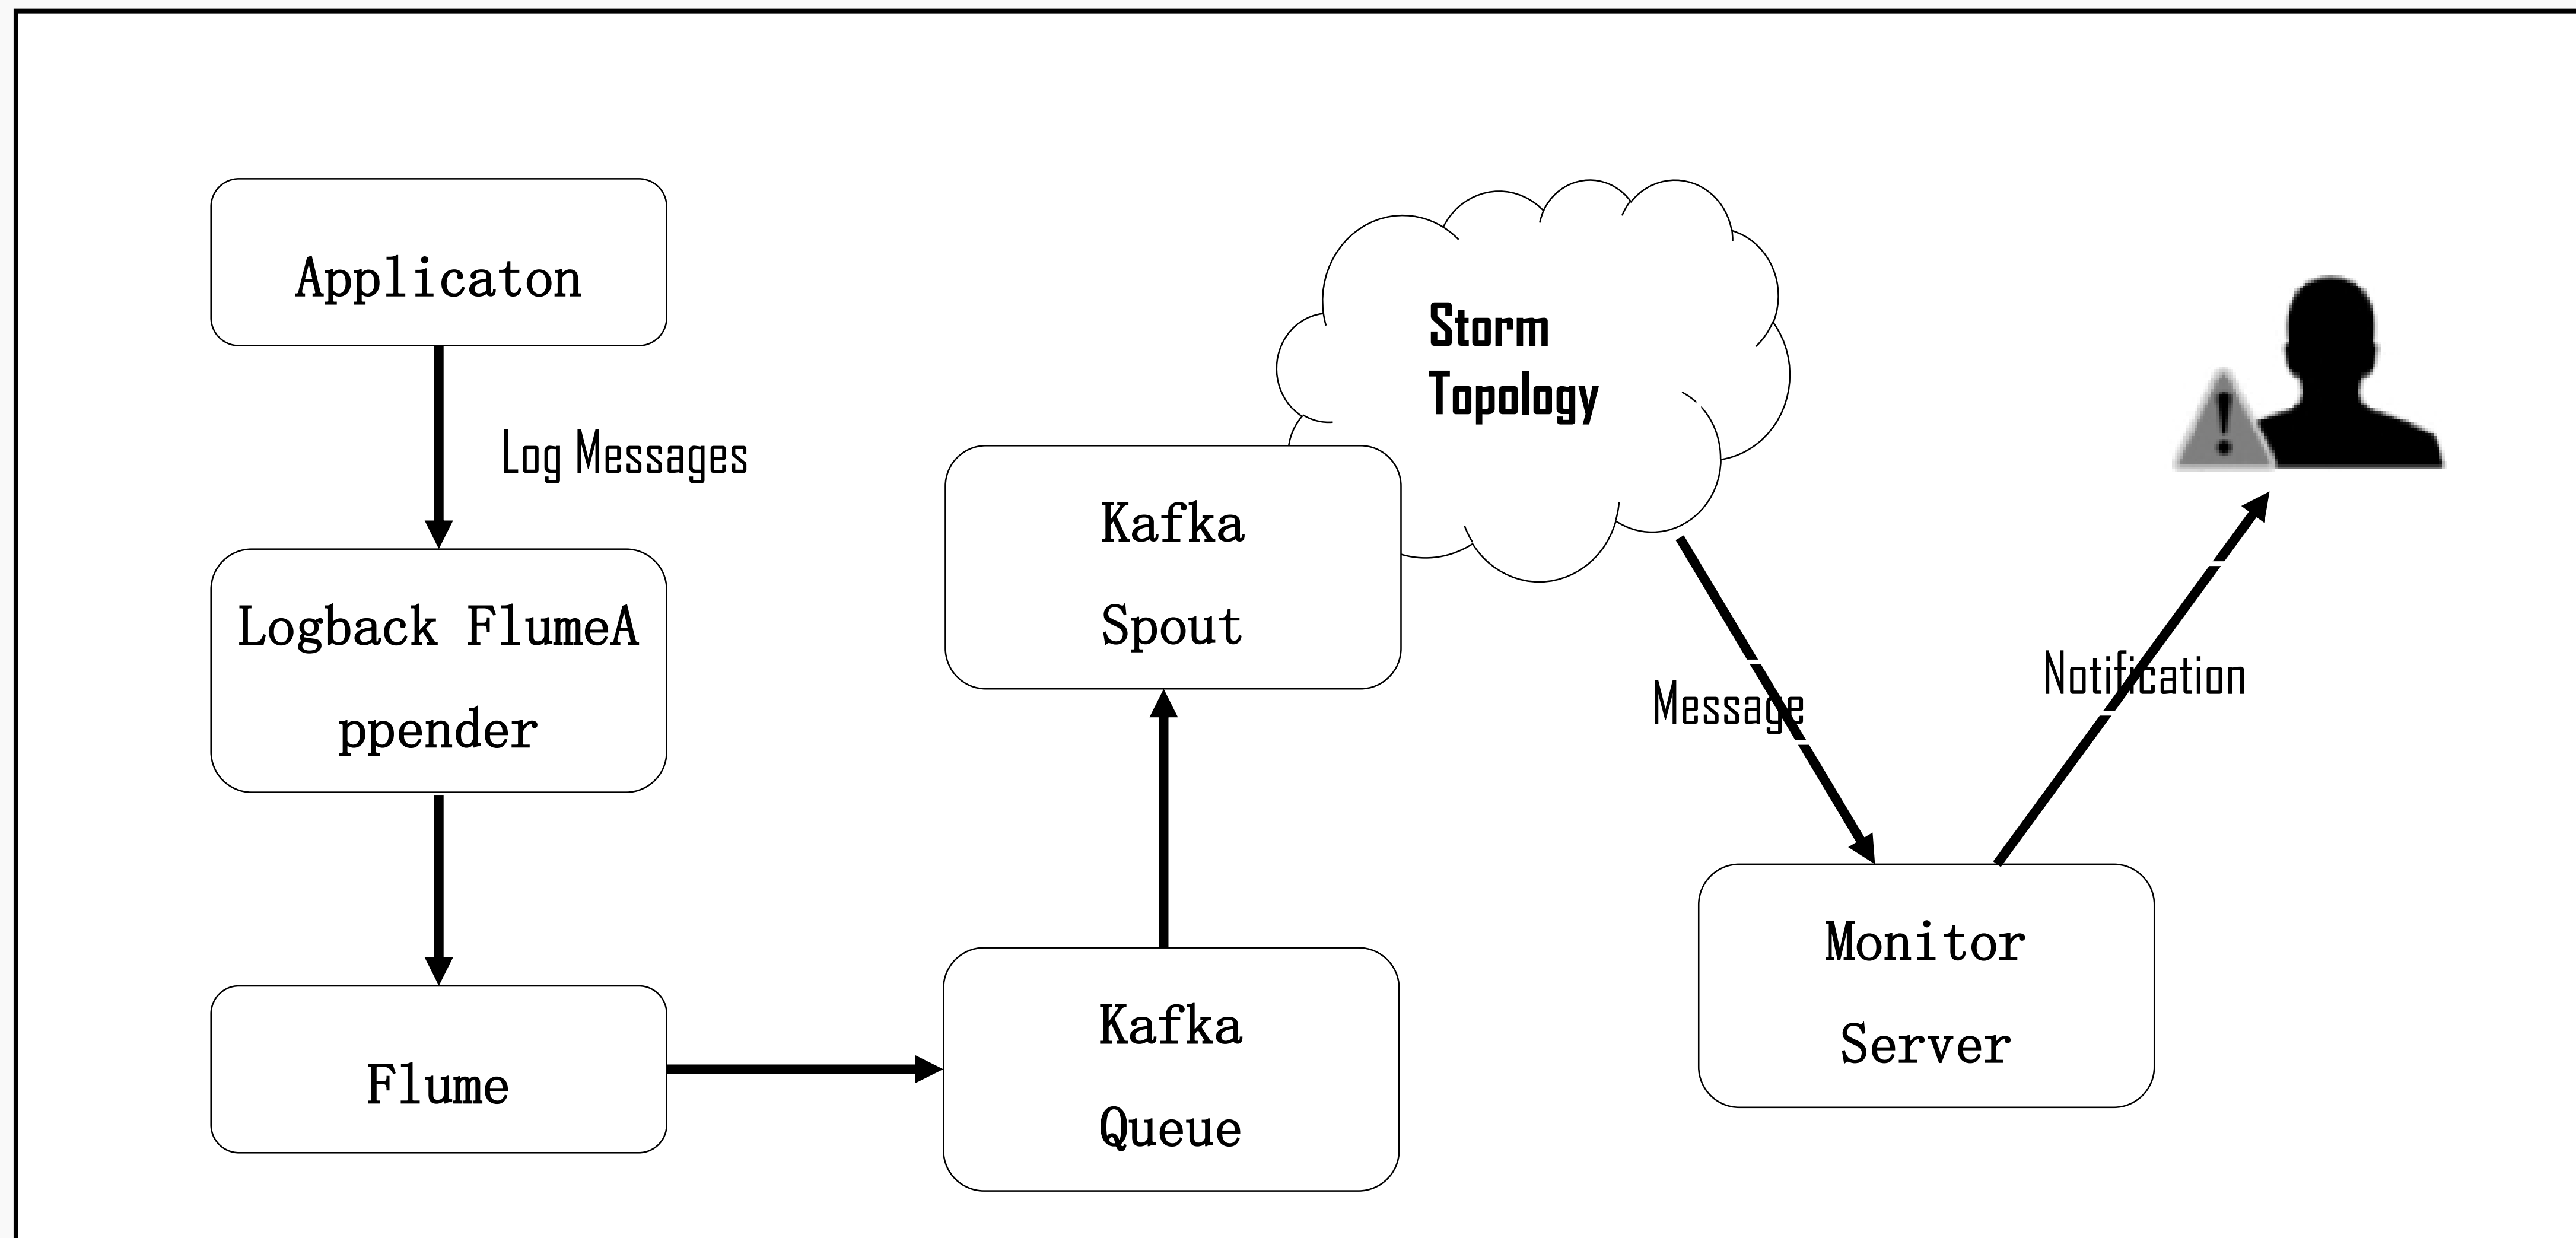 Applicaton
Log Messages
Logback FlumeA
ppender
Flume
Kafka
Queue
Kafka
Spout
Storm
Topology
Message
Monitor
Server
Notification